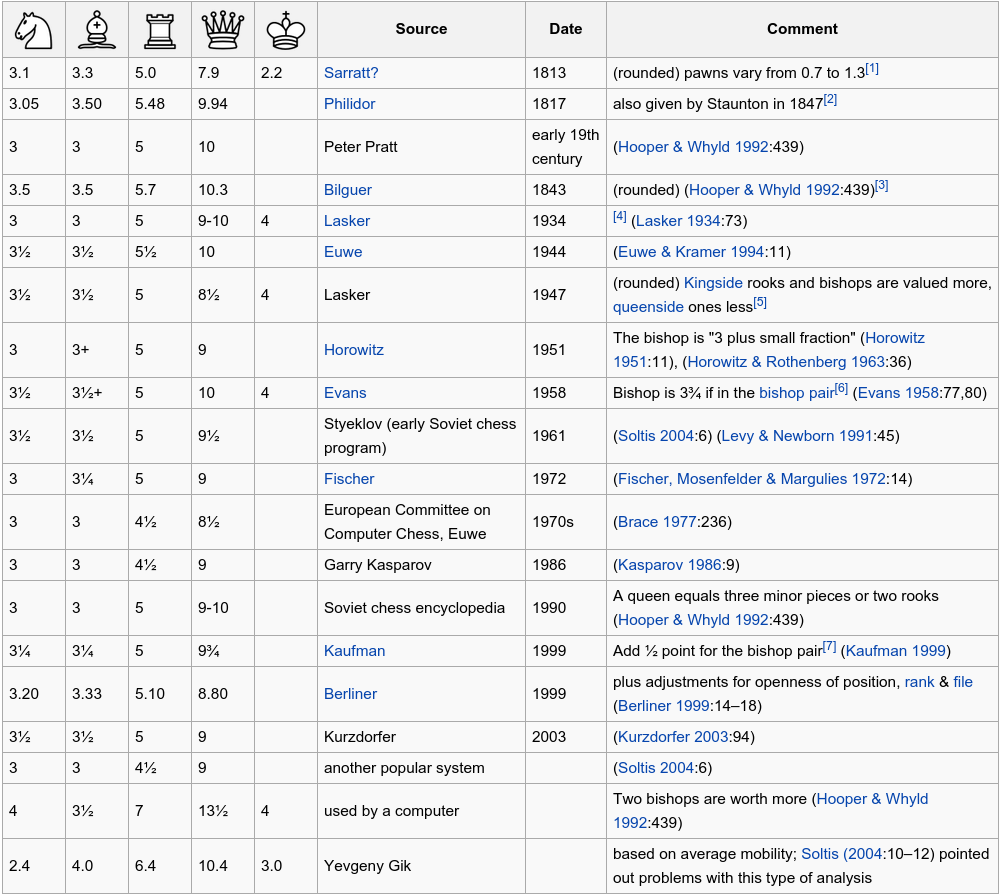 Source Date Comment
3.1 3.3 5.0 7.9 2.2 Sarratt? 1813 (rounded) pawns vary from 0.7 to 1.3[1]
3.05 3.50 5.48 9.94 Philidor 1817 also given by Staunton in 1847[2]
3 3 5 10 Peter Pratt early 19th
century (Hooper & Whyld 1992:439)
3.5 3.5 5.7 10.3 Bilguer 1843 (rounded) (Hooper & Whyld 1992:439)[3]
3 3 5 9-10 4 Lasker 1934 [4] (Lasker 1934:73)
3½ 3½ 5½ 10 Euwe 1944 (Euwe & Kramer 1994:11)
3½ 3½ 5 8½ 4 Lasker 1947 (rounded) Kingside rooks and bishops are valued more,
queenside ones less[5]
3 3+ 5 9 Horowitz 1951 The bishop is "3 plus small fraction" (Horowitz
1951:11), (Horowitz & Rothenberg 1963:36)
3½ 3½+ 5 10 4 Evans 1958 Bishop is 3¾ if in the bishop pair[6] (Evans 1958:77,80)
3½ 3½ 5 9½ Styeklov (early Soviet chess
program) 1961 (Soltis 2004:6) (Levy & Newborn 1991:45)
3 3¼ 5 9 Fischer 1972 (Fischer, Mosenfelder & Margulies 1972:14)
3 3 4½ 8½ European Committee on
Computer Chess, Euwe 1970s (Brace 1977:236)
3 3 4½ 9 Garry Kasparov 1986 (Kasparov 1986:9)
3 3 5 9-10 Soviet chess encyclopedia 1990 A queen equals three minor pieces or two rooks
(Hooper & Whyld 1992:439)
3¼ 3¼ 5 9¾ Kaufman 1999 Add ½ point for the bishop pair[7] (Kaufman 1999)
3.20 3.33 5.10 8.80 Berliner 1999 plus adjustments for openness of position, rank & file
(Berliner 1999:14–18)
3½ 3½ 5 9 Kurzdorfer 2003 (Kurzdorfer 2003:94)
3 3 4½ 9 another popular system (Soltis 2004:6)
4 3½ 7 13½ 4 used by a computer Two bishops are worth more (Hooper & Whyld
1992:439)
2.4 4.0 6.4 10.4 3.0 Yevgeny Gik based on average mobility; Soltis (2004:10–12) pointed
out problems with this type of analysis